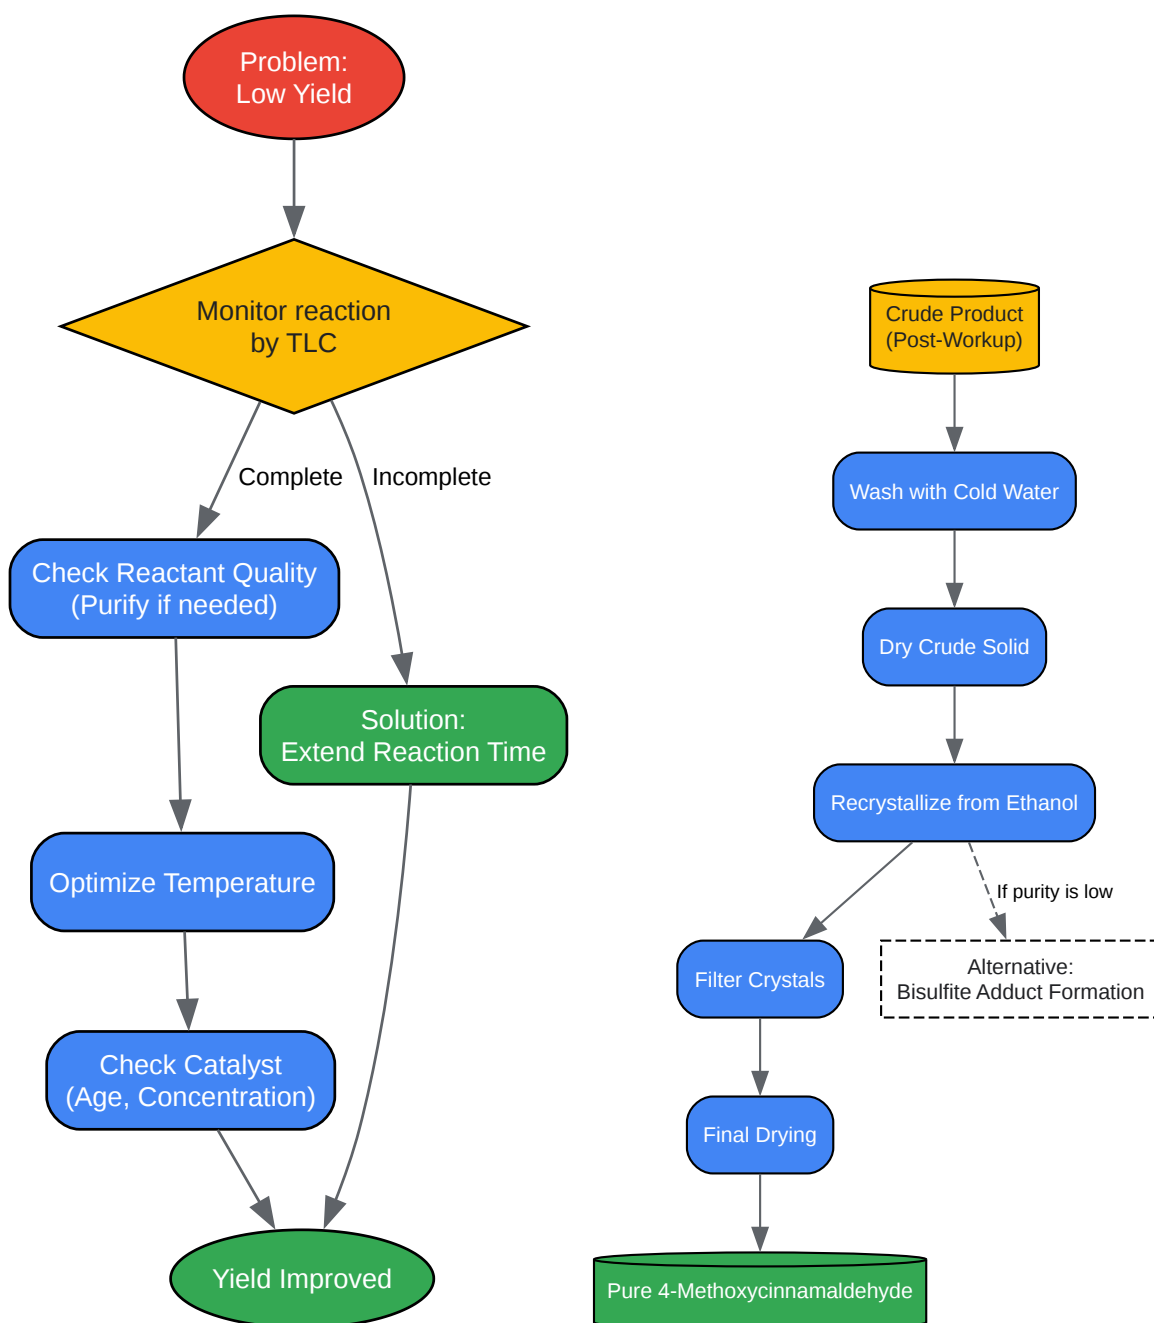 Problem:
Low Yield
Monitor reaction
by TLC
Complete
Incomplete
Check Reactant Quality
(Purify if needed)
Solution:
Extend Reaction Time
Optimize Temperature
Check Catalyst
(Age, Concentration)
Yield Improved
Crude Product
(Post-Workup)
Wash with Cold Water
Dry Crude Solid
Recrystallize from Ethanol
If purity is low
Filter Crystals
Alternative:
Bisulfite Adduct Formation
Final Drying
Pure 4-Methoxycinnamaldehyde